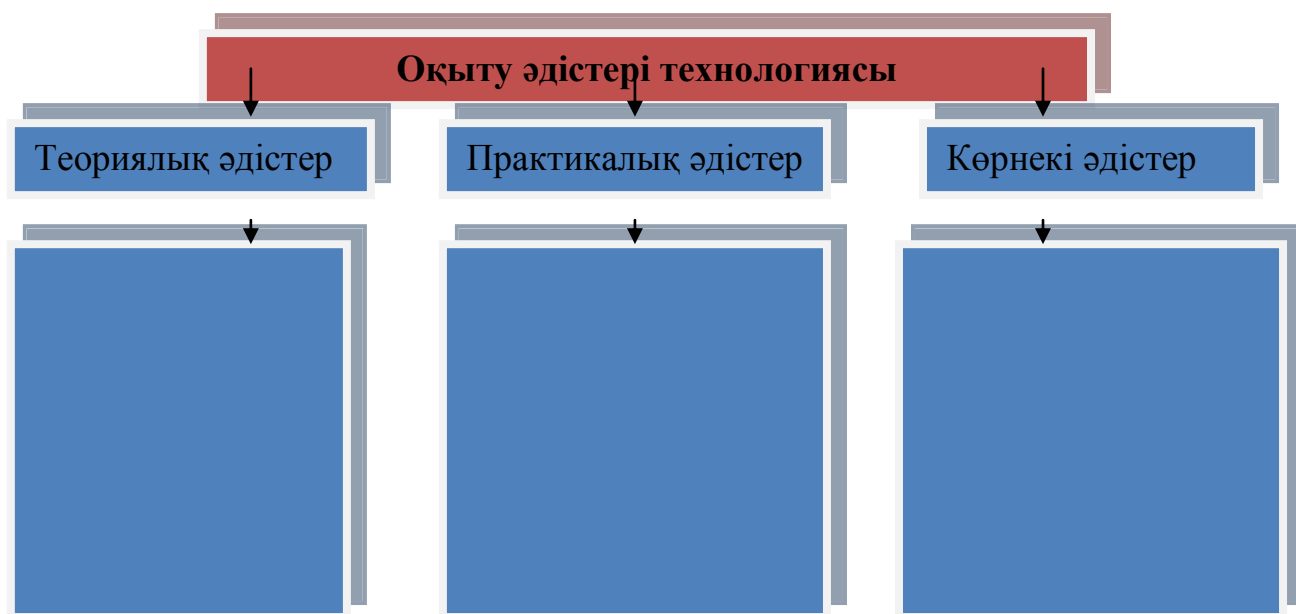 Оқыту әдістері технологиясы
Теориялық әдістер
Практикалық әдістер
Көрнекі әдістер